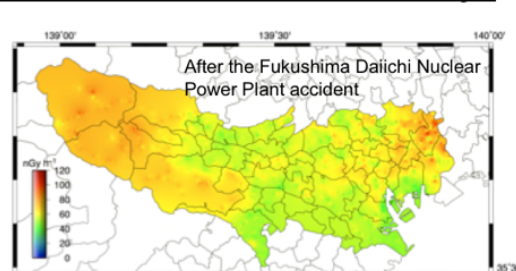 139°00' 139°30' 140°00'
After the Fukushima Daiichi Nuclear
Power Plant accident
nGy h⁻¹
120
100
80
60
40
20
0